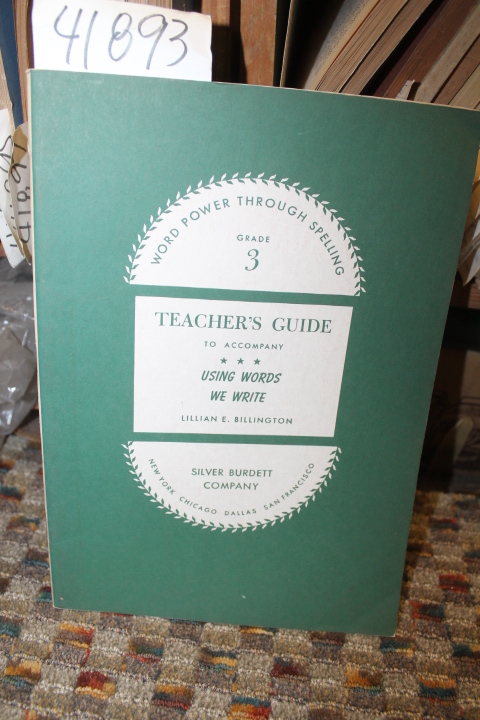 41893
WORD POWER THROUGH SPELLING
GRADE
3
TEACHER'S GUIDE
TO ACCOMPANY
★ ★ ★
USING WORDS
WE WRITE
LILLIAN E. BILLINGTON
SILVER BURDETT
COMPANY
NEW YORK CHICAGO DALLAS SAN FRANCISCO